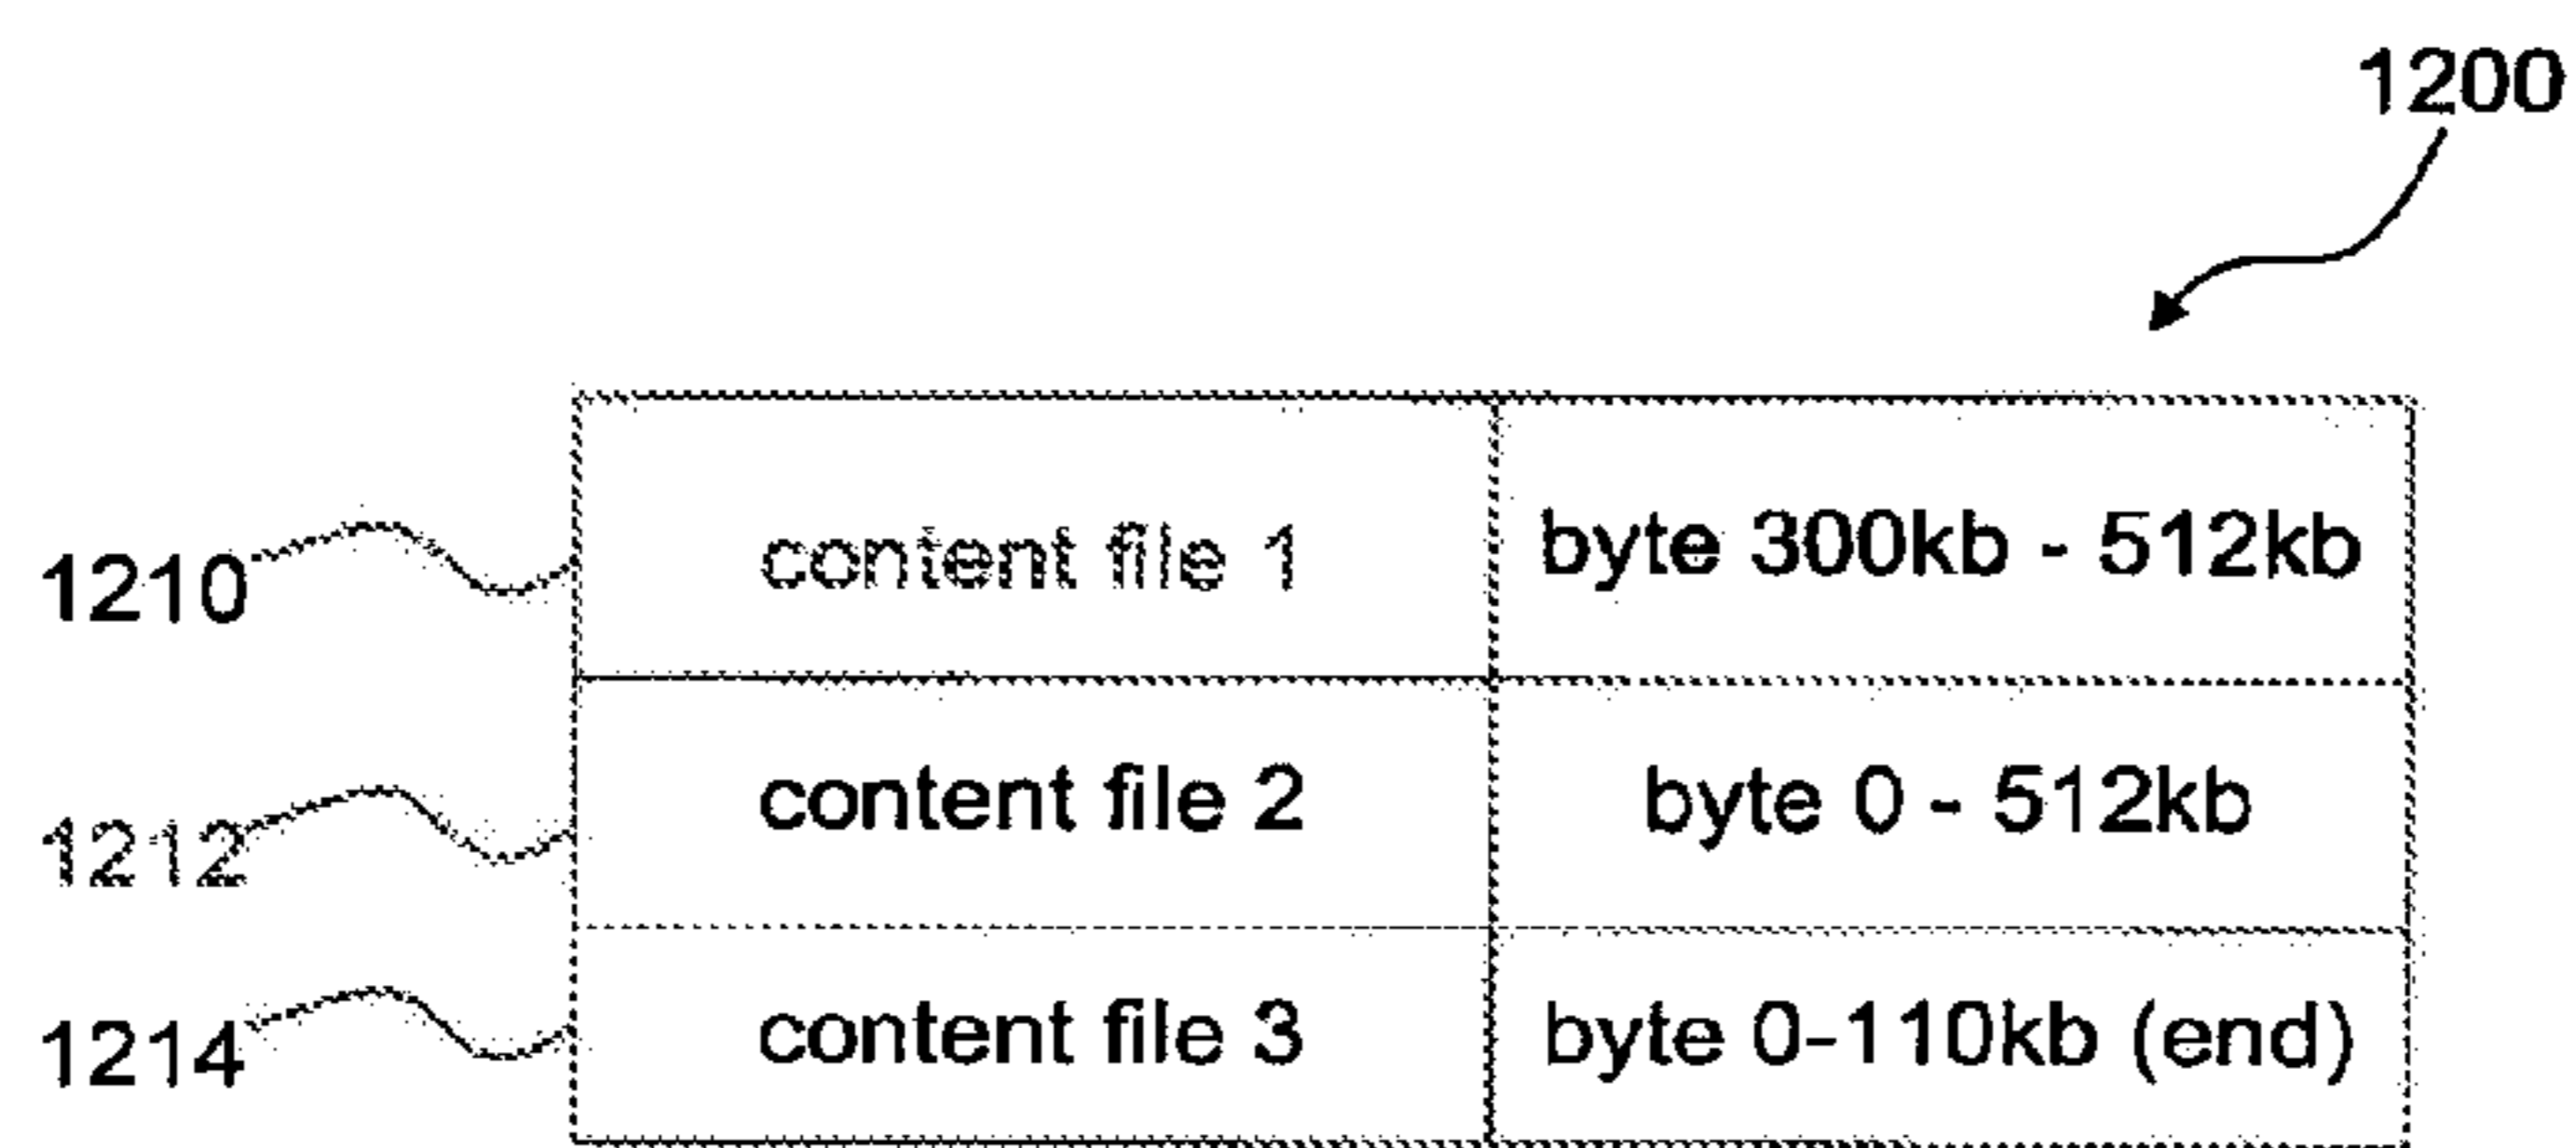 1200
1210 content file 1 byte 300kb - 512kb
1212 content file 2 byte 0 - 512kb
1214 content file 3 byte 0-110kb (end)